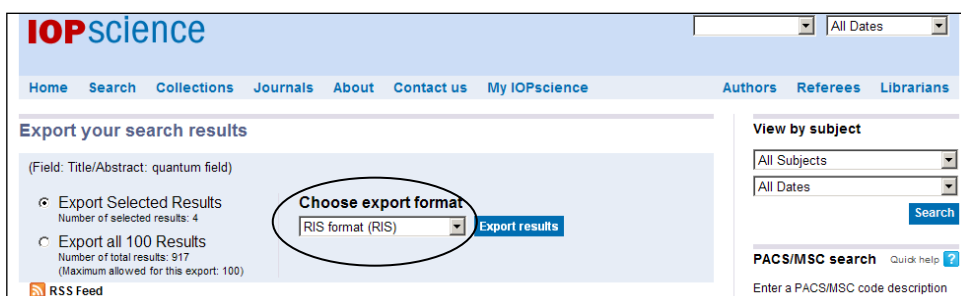 IOPscience
All Dates
Home Search Collections Journals About Contact us My IOPscience
Authors Referees Librarians
Export your search results
(Field: Title/Abstract: quantum field)
Export Selected Results
Number of selected results: 4
Export all 100 Results
Number of total results: 917
(Maximum allowed for this export: 100)
RSS Feed
Choose export format
RIS format (RIS)
Export results
View by subject
All Subjects
All Dates
Search
PACS/MSC search Quick help ?
Enter a PACS/MSC code description